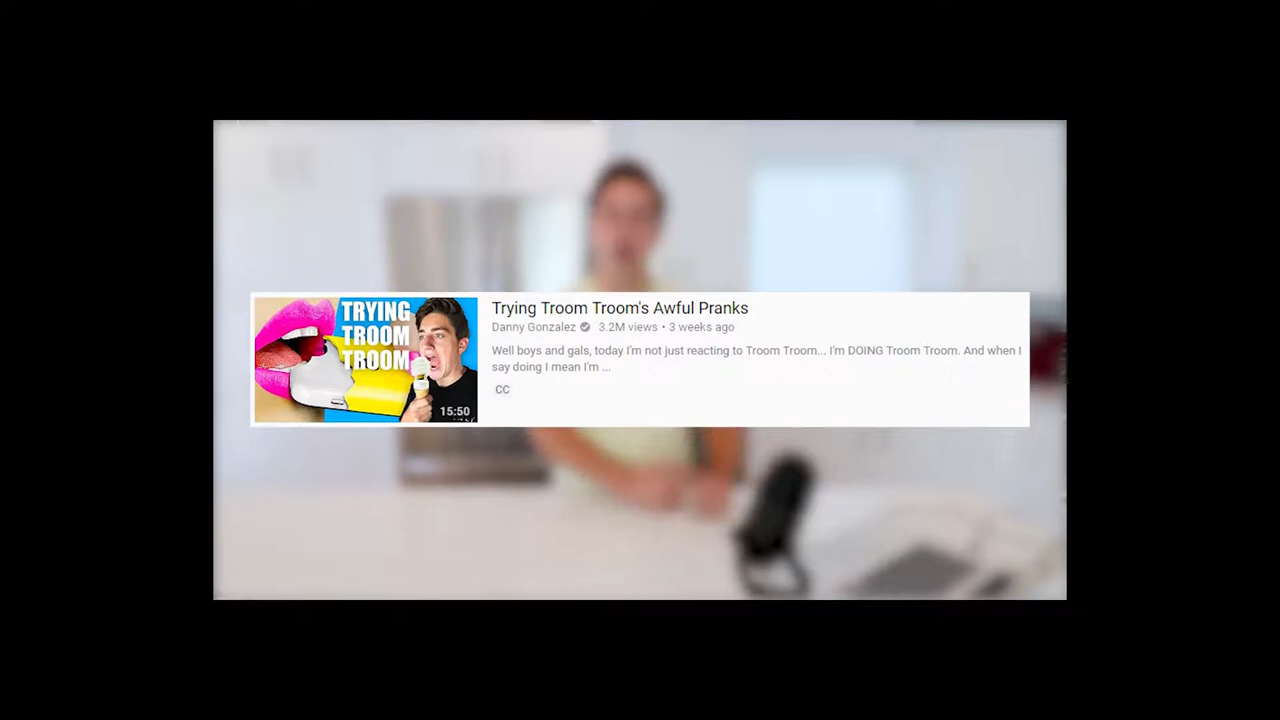 TRYING
TROOM
TROOM
15:50
Trying Troom Troom's Awful Pranks
Danny Gonzalez 3.2M views • 3 weeks ago
Well boys and gals, today I'm not just reacting to Troom Troom... I'm DOING Troom Troom. And when I
say doing I mean I'm ...
CC